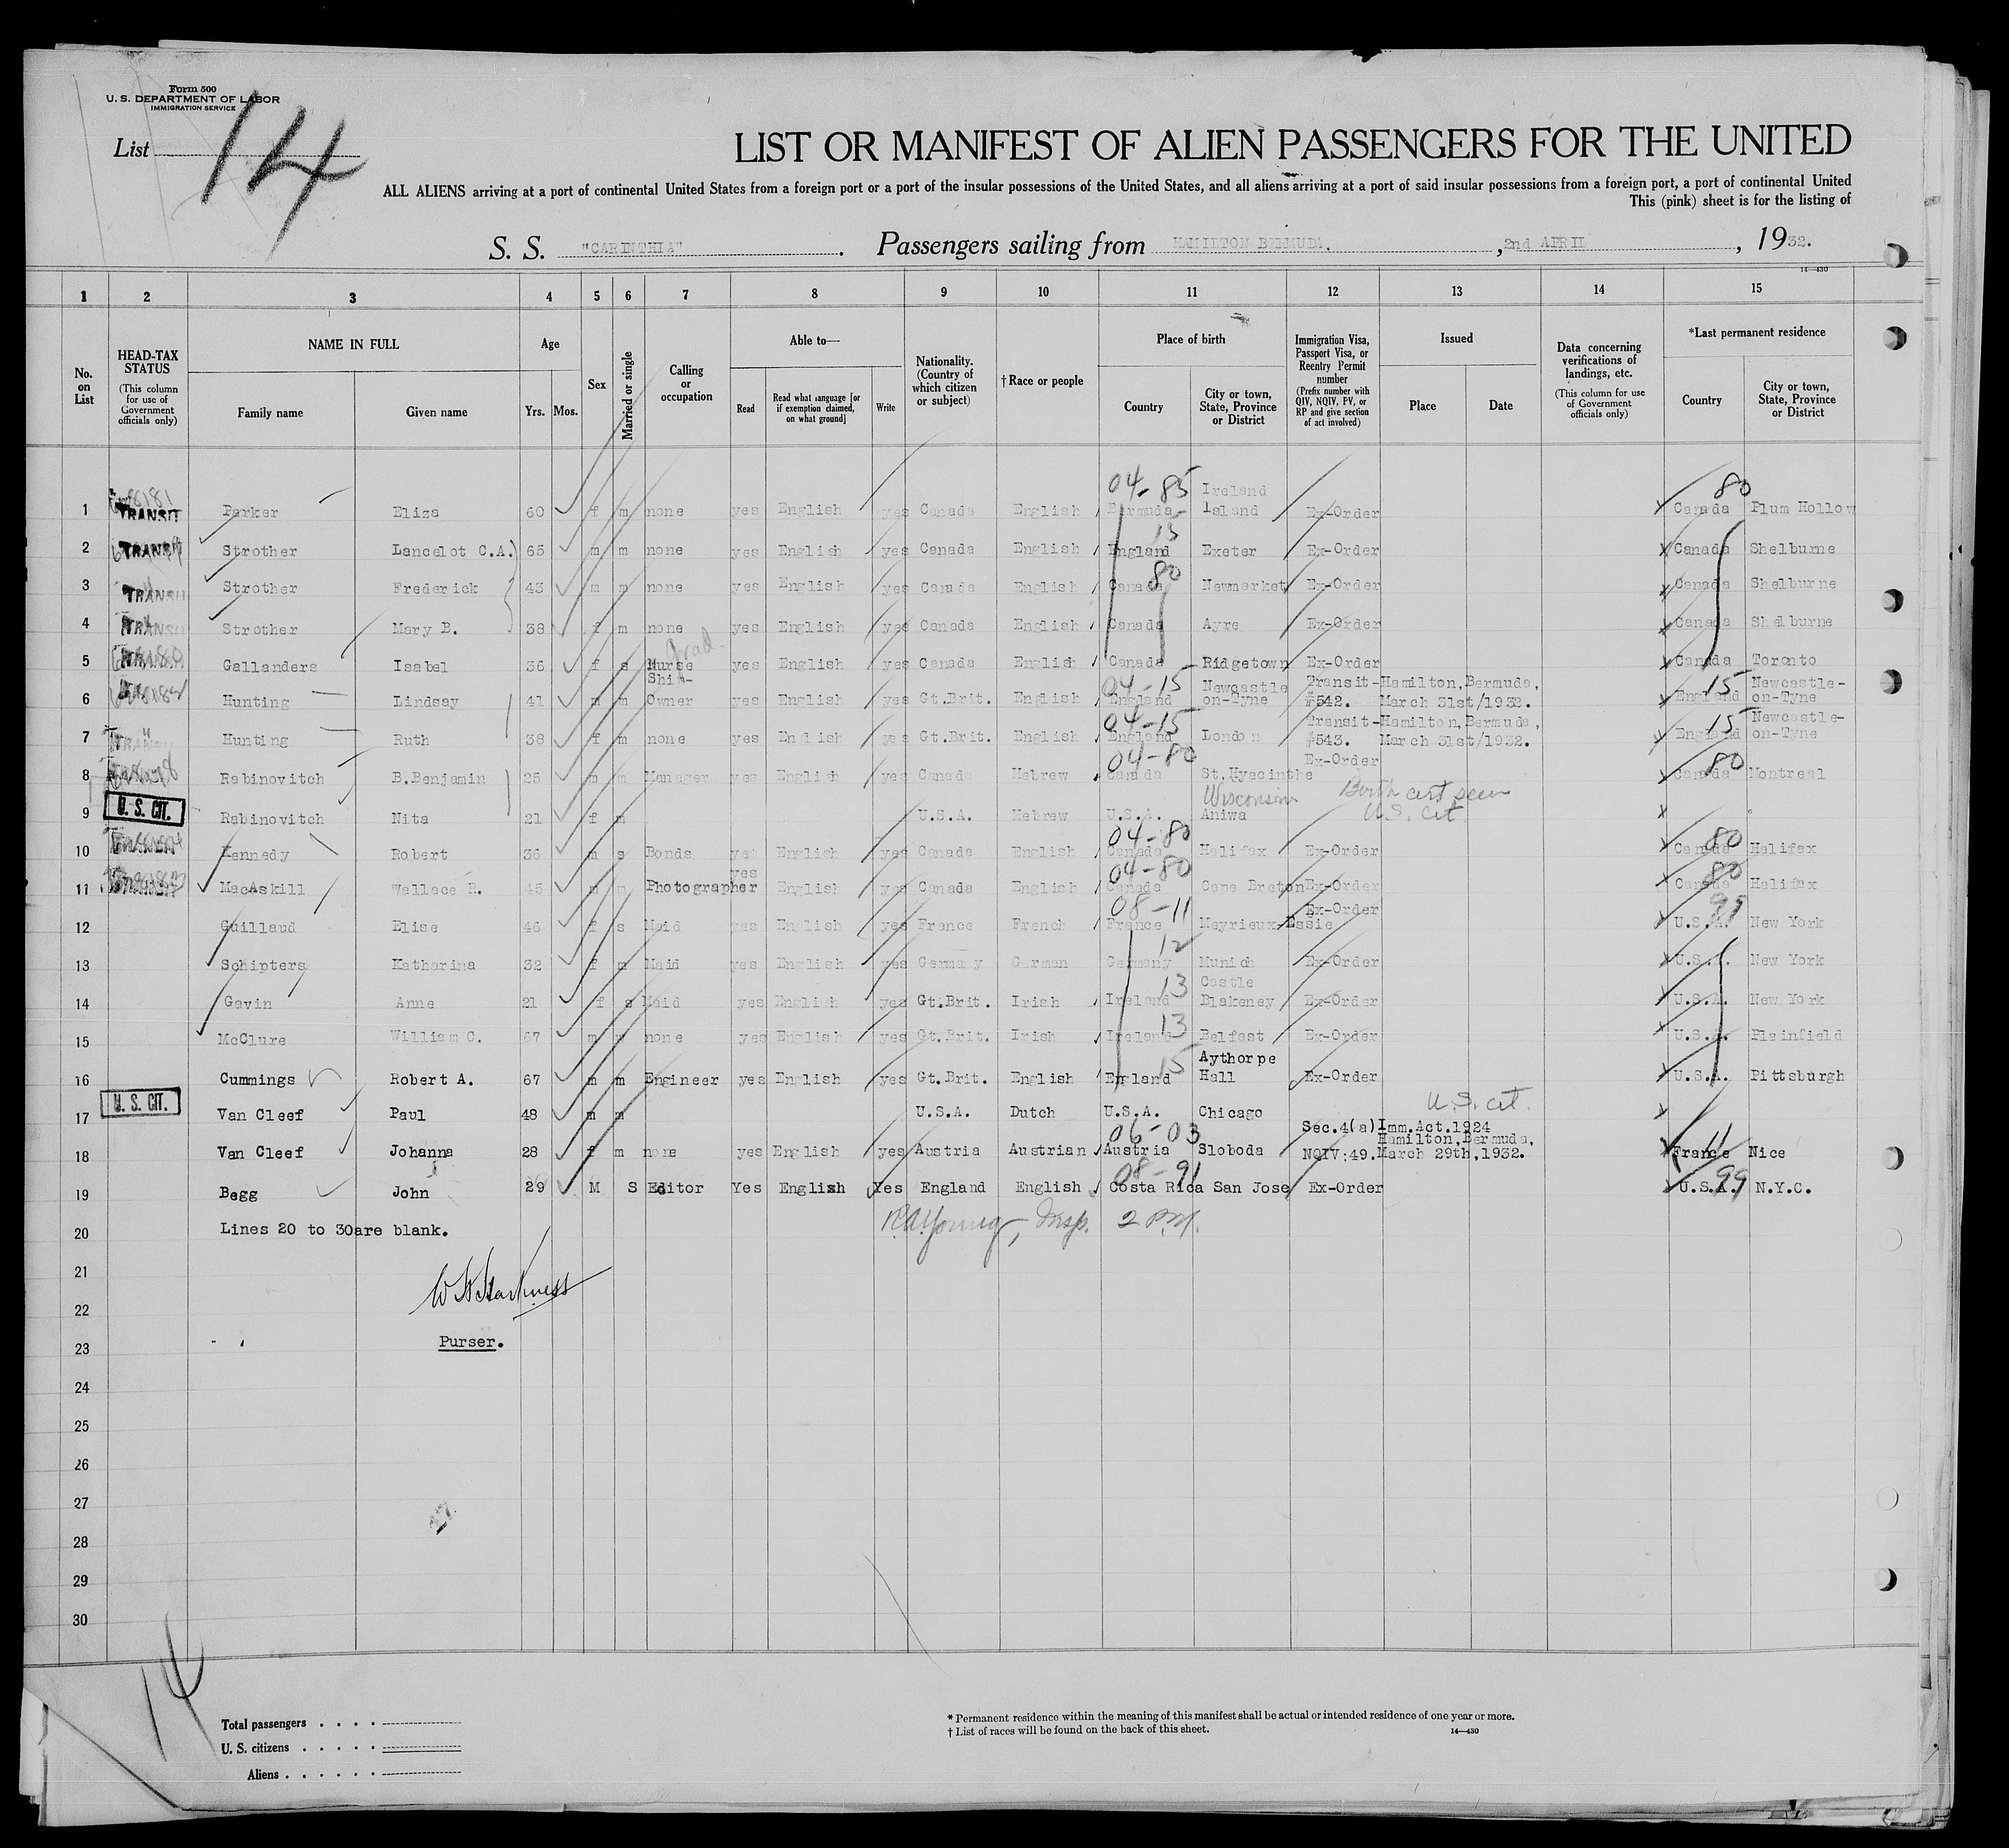 Form 500
U. S. DEPARTMENT OF LABOR
IMMIGRATION SERVICE
List 14
LIST OR MANIFEST OF ALIEN PASSENGERS FOR THE UNITED
ALL ALIENS arriving at a port of continental United States from a foreign port or a port of the insular possessions of the United States, and all aliens arriving at a port of said insular possessions from a foreign port, a port of continental United
This (pink) sheet is for the listing of
S. S. "CARINTHIA" . Passengers sailing from HAMILTON BERMUDA. , 2nd APRIL , 1932.
14—430
1 2 3 4 5 6 7 8 9 10 11 12 13 14 15
No. on List
HEAD-TAX STATUS (This column for use of Government officials only)
NAME IN FULL Family name Given name
Age Yrs. Mos.
Sex
Married or single
Calling or occupation
Able to— Read Read what language [or if exemption claimed, on what ground] Write
Nationality. (Country of which citizen or subject)
†Race or people
Place of birth Country City or town, State, Province or District
Immigration Visa, Passport Visa, or Reentry Permit number (Prefix number with QIV, NQIV, PV, or RP and give section of act involved)
Issued Place Date
Data concerning verifications of landings, etc. (This column for use of Government officials only)
*Last permanent residence Country City or town, State, Province or District
04-85 Ireland 80
1 TRANSIT Parker Eliza 60 f m none yes English yes Canada English Bermuda Island Ex-Order Canada Plum Hollow
15
2 TRANSIT Strother Lancelot C.A. 65 m m none yes English yes Canada English England Exeter Ex-Order Canada Shelburne
80
3 TRANSIT Strother Frederick 43 m m none yes English yes Canada English Canada Newmarket Ex-Order Canada Shelburne
4 TRANSIT Strother Mary B. 38 f m none yes English yes Canada English Canada Ayre Ex-Order Canada Shelburne
Grad.
5 Gallanders Isabel 36 f s Nurse yes English yes Canada English Canada Ridgetown Ex-Order Canada Toronto
Ship- 04-15 Newcastle Transit-Hamilton,Bermuda, 15 Newcastle-
6 Hunting Lindsay 41 m m Owner yes English yes Gt.Brit. English England on-Tyne #542. March 31st/1932. England on-Tyne
04-15 Transit-Hamilton,Bermuda, 15 Newcastle-
7 TRANSIT Hunting Ruth 38 f m none yes English yes Gt.Brit. English England London #543. March 31st/1932. England on-Tyne
04-80 Ex-Order 80
8 Rabinovitch B.Benjamin 25 m m Manager yes English yes Canada Hebrew Canada St.Hyacinthe Canada Montreal
Wisconsin Birth cert seen
9 U. S. CIT. Rabinovitch Nita 21 f m U.S.A. Hebrew U.S.A. Aniwa U.S. Cit.
04-80 80
10 Kennedy Robert 36 m s Bonds yes English yes Canada English Canada Halifax Ex-Order Canada Halifax
yes 04-80 80
11 MacAskill Wallace R. 45 m m Photographer English yes Canada English Canada Cape Breton Ex-Order Canada Halifax
08-11 Ex-Order 99
12 Guillaud Elise 46 f s Maid yes English yes France French France Meyrieux-Essie U.S.A. New York
12
13 Schipters Katharina 32 f m Maid yes English yes Germany German Germany Munich Ex-Order U.S.A. New York
13 Castle
14 Gavin Anne 21 f s Maid yes English yes Gt.Brit. Irish Ireland Blakeney Ex-Order U.S.A. New York
13
15 McClure William C. 67 m w none yes English yes Gt.Brit. Irish Ireland Belfast Ex-Order U.S.A. Plainfield
15 Aythorpe
16 Cummings Robert A. 67 m m Engineer yes English yes Gt.Brit. English England Hall Ex-Order U.S.A. Pittsburgh
17 U. S. CIT. Van Cleef Paul 48 m m U.S.A. Dutch U.S.A. Chicago U.S. cit.
06-03 Sec.4(a)Imm.Act.1924 Hamilton,Bermuda, 11
18 Van Cleef Johanna 28 f m none yes English yes Austria Austrian Austria Sloboda NQIV:49. March 29th,1932. France Nice
08-91 99
19 Begg John 29 M S Editor Yes English Yes England English Costa Rica San Jose Ex-Order U.S.A. N.Y.C.
20 Lines 20 to 30are blank. R.A. Young, Insp. 2 P.M.
21
W H Harkness
22
23 Purser.
24
25
26
27
28
29
30
14
Total passengers . . . .
U. S. citizens . . . . .
Aliens . . . . . .
* Permanent residence within the meaning of this manifest shall be actual or intended residence of one year or more.
† List of races will be found on the back of this sheet. 14—430